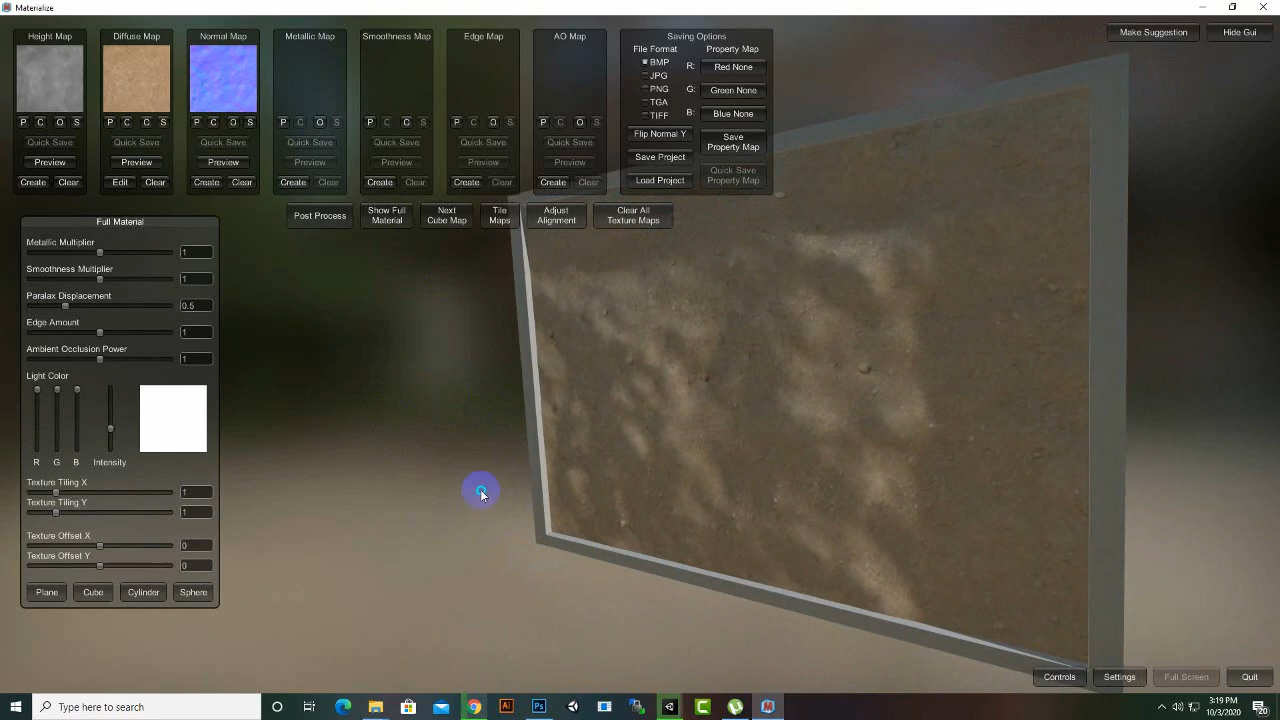 Materialize
Height Map
Diffuse Map
Normal Map
Metallic Map
Smoothness Map
Edge Map
AO Map
Saving Options
Make Suggestion
Hide Gui
File Format
Property Map
BMP
JPG
PNG
TGA
TIFF
R: Red None
G: Green None
B: Blue None
P C O S
P C O S
P C O S
P C O S
P C O S
P C O S
P C O S
Flip Normal Y
Save
Property Map
Quick Save
Quick Save
Quick Save
Quick Save
Quick Save
Quick Save
Quick Save
Save Project
Preview
Preview
Preview
Preview
Preview
Preview
Preview
Quick Save
Property Map
Create Clear
Edit Clear
Create Clear
Create Clear
Create Clear
Create Clear
Create Clear
Load Project
Post Process
Show Full
Material
Next
Cube Map
Tile
Maps
Adjust
Alignment
Clear All
Texture Maps
Full Material
Metallic Multiplier
1
Smoothness Multiplier
1
Paralax Displacement
0.5
Edge Amount
1
Ambient Occlusion Power
1
Light Color
R G B Intensity
Texture Tiling X
1
Texture Tiling Y
1
Texture Offset X
0
Texture Offset Y
0
Plane Cube Cylinder Sphere
Controls Settings Full Screen Quit
Type here to search
Ai
Ps
3:19 PM
10/3/2020
20